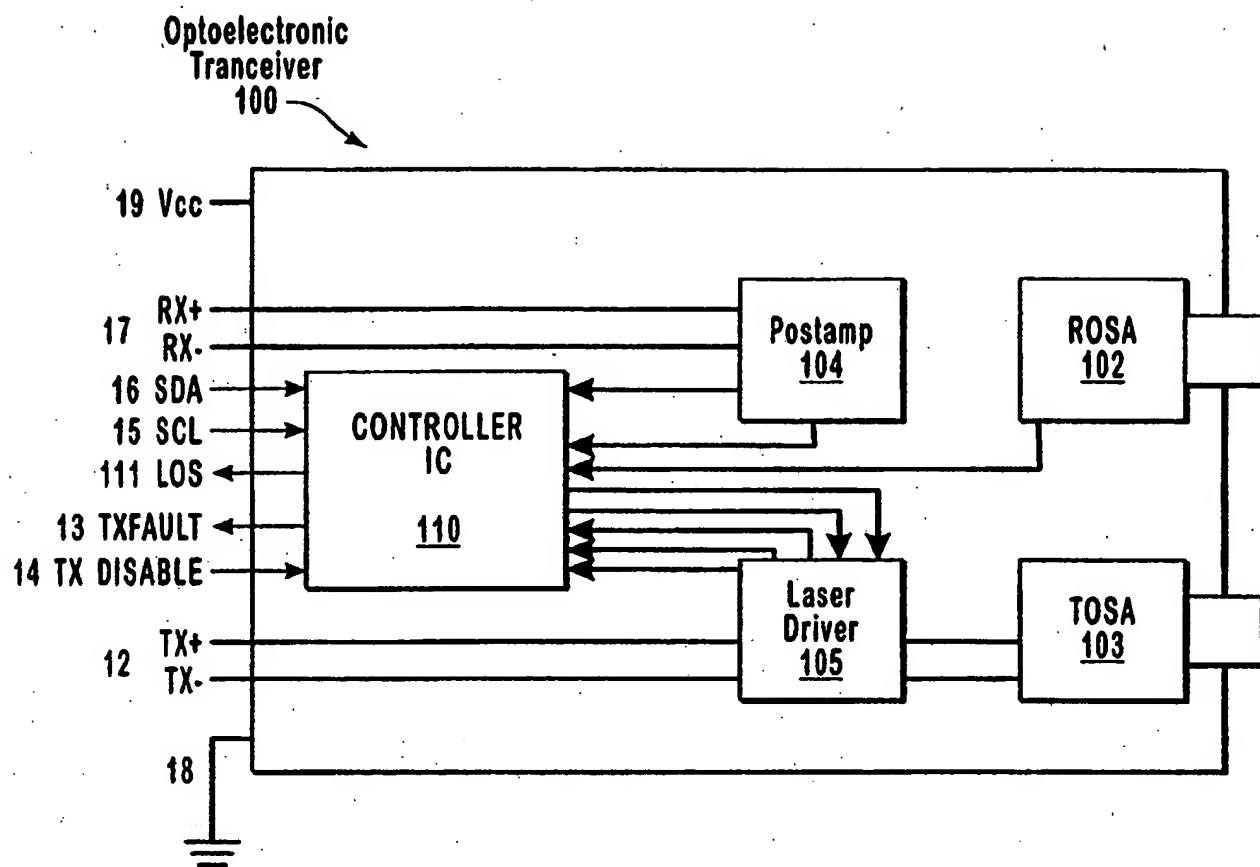 Optoelectronic
Tranceiver
100
19 Vcc
17
RX+
RX-
16 SDA
15 SCL
111 LOS
13 TXFAULT
14 TX DISABLE
12
TX+
TX-
18
CONTROLLER
IC
110
Postamp
104
ROSA
102
Laser
Driver
105
TOSA
103